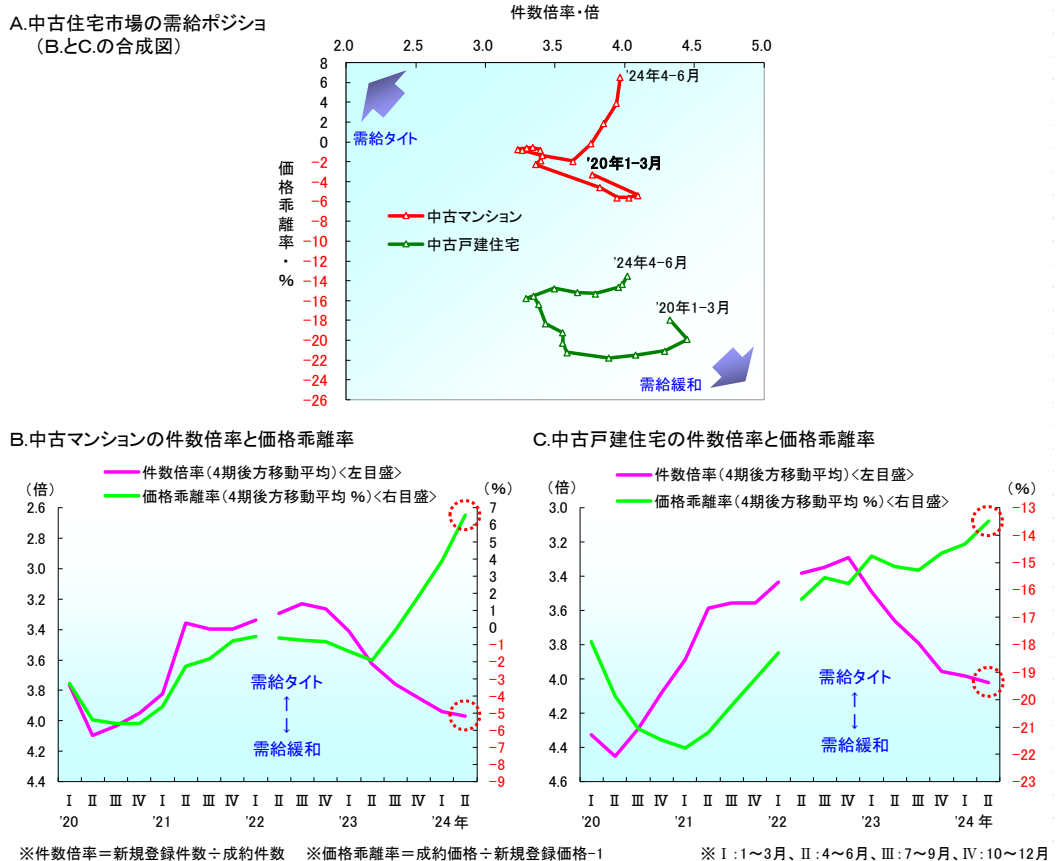 A.中古住宅市場の需給ポジショ
（B.とC.の合成図）
件数倍率・倍
2.0 2.5 3.0 3.5 4.0 4.5 5.0
8
6
4
2
0
-2
-4
-6
-8
-10
-12
-14
-16
-18
-20
-22
-24
-26
価格乖離率・%
需給タイト
'24年4-6月
'20年1-3月
中古マンション
中古戸建住宅
'24年4-6月
'20年1-3月
需給緩和
B.中古マンションの件数倍率と価格乖離率
件数倍率（4期後方移動平均）<左目盛>
価格乖離率（4期後方移動平均 %）<右目盛>
（倍）
（%）
2.6
2.8
3.0
3.2
3.4
3.6
3.8
4.0
4.2
4.4
7
6
5
4
3
2
1
0
-1
-2
-3
-4
-5
-6
-7
-8
-9
需給タイト
↑
↓
需給緩和
Ⅰ Ⅱ Ⅲ Ⅳ Ⅰ Ⅱ Ⅲ Ⅳ Ⅰ Ⅱ Ⅲ Ⅳ Ⅰ Ⅱ Ⅲ Ⅳ Ⅰ Ⅱ
'20 '21 '22 '23 '24 年
C.中古戸建住宅の件数倍率と価格乖離率
件数倍率（4期後方移動平均）<左目盛>
価格乖離率（4期後方移動平均 %）<右目盛>
（倍）
（%）
3.0
3.2
3.4
3.6
3.8
4.0
4.2
4.4
4.6
-13
-14
-15
-16
-17
-18
-19
-20
-21
-22
-23
需給タイト
↑
↓
需給緩和
Ⅰ Ⅱ Ⅲ Ⅳ Ⅰ Ⅱ Ⅲ Ⅳ Ⅰ Ⅱ Ⅲ Ⅳ Ⅰ Ⅱ Ⅲ Ⅳ Ⅰ Ⅱ
'20 '21 '22 '23 '24 年
※件数倍率＝新規登録件数÷成約件数 ※価格乖離率＝成約価格÷新規登録価格-1 ※Ⅰ:1～3月、Ⅱ:4～6月、Ⅲ:7～9月、Ⅳ:10～12月